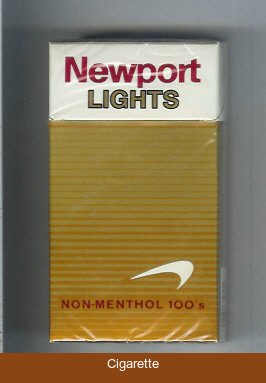 Newport
LIGHTS
NON-MENTHOL 100's
Cigarette